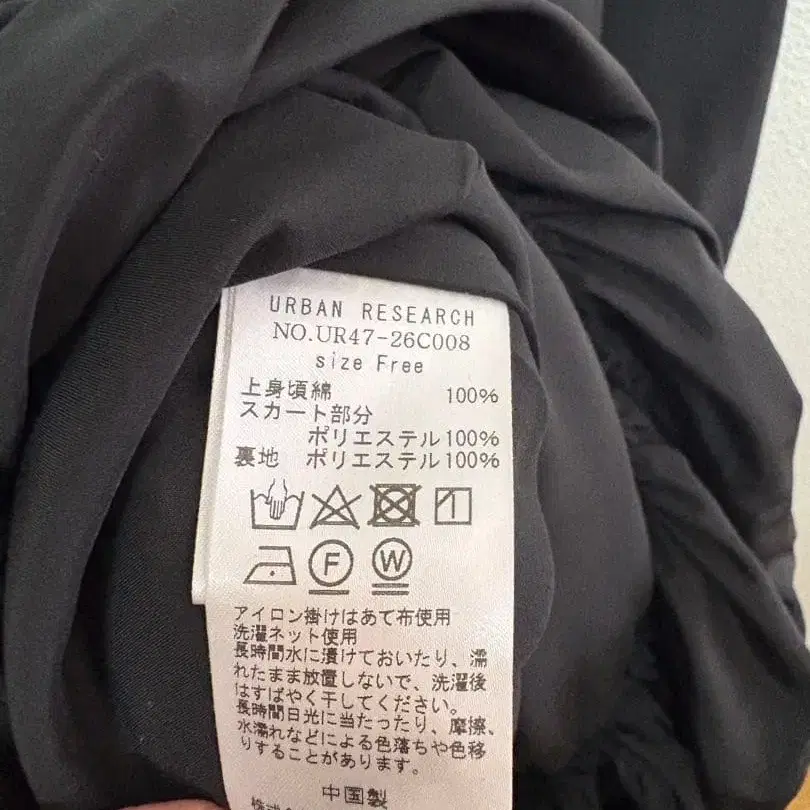 URBAN RESEARCH
NO.UR47-26C008
size Free
上身頃綿 100%
スカート部分
ポリエステル100%
裏地 ポリエステル100%
F W
アイロン掛けはあて布使用
洗濯ネット使用
長時間水に漬けておいたり、濡
れたまま放置しないで、洗濯後
はすばやく干してください。
長時間日光に当たったり、摩擦、
水濡れなどによる色落ちや色移
りすることがあります。
中国製